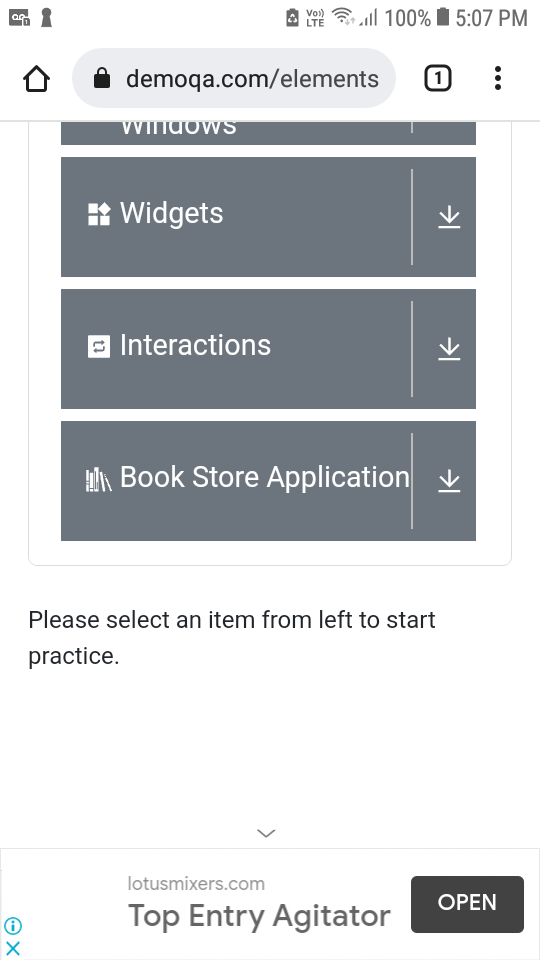 Vo)) LTE 100% 5:07 PM
demoqa.com/elements 1
Windows
Widgets
Interactions
Book Store Application
Please select an item from left to start
practice.
lotusmixers.com
Top Entry Agitator
OPEN